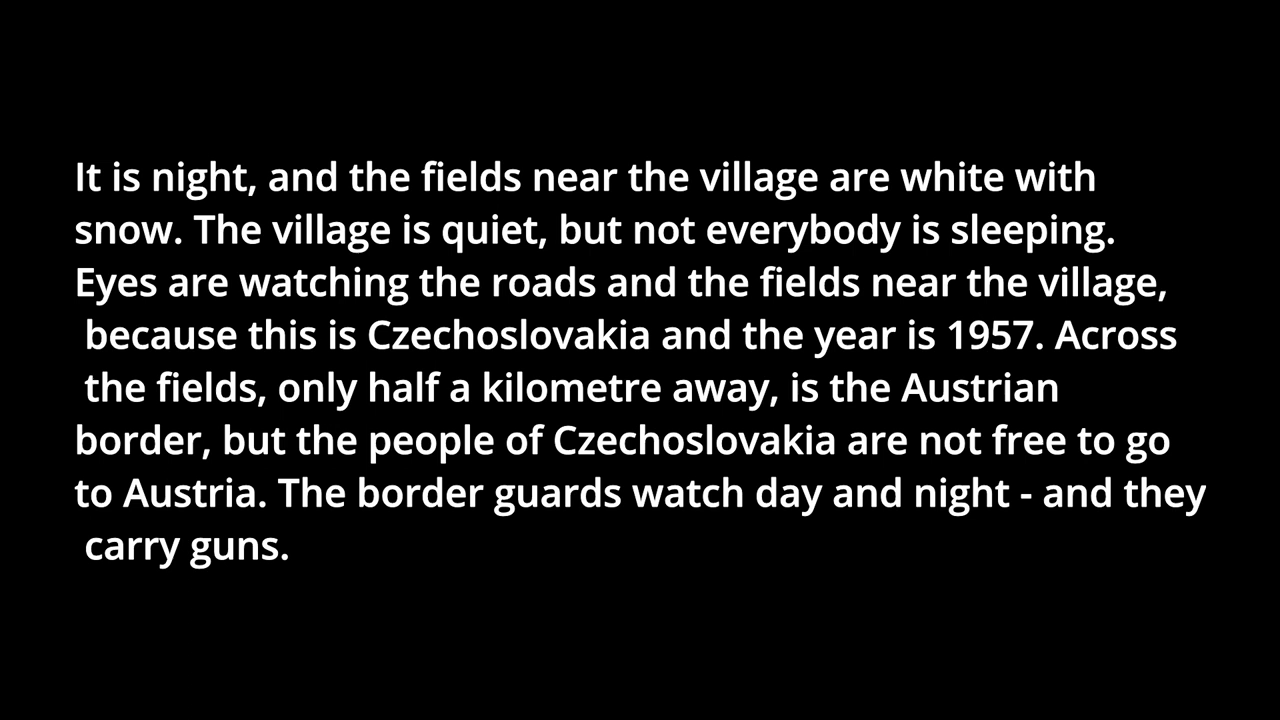 It is night, and the fields near the village are white with
snow. The village is quiet, but not everybody is sleeping.
Eyes are watching the roads and the fields near the village,
because this is Czechoslovakia and the year is 1957. Across
the fields, only half a kilometre away, is the Austrian
border, but the people of Czechoslovakia are not free to go
to Austria. The border guards watch day and night - and they
carry guns.